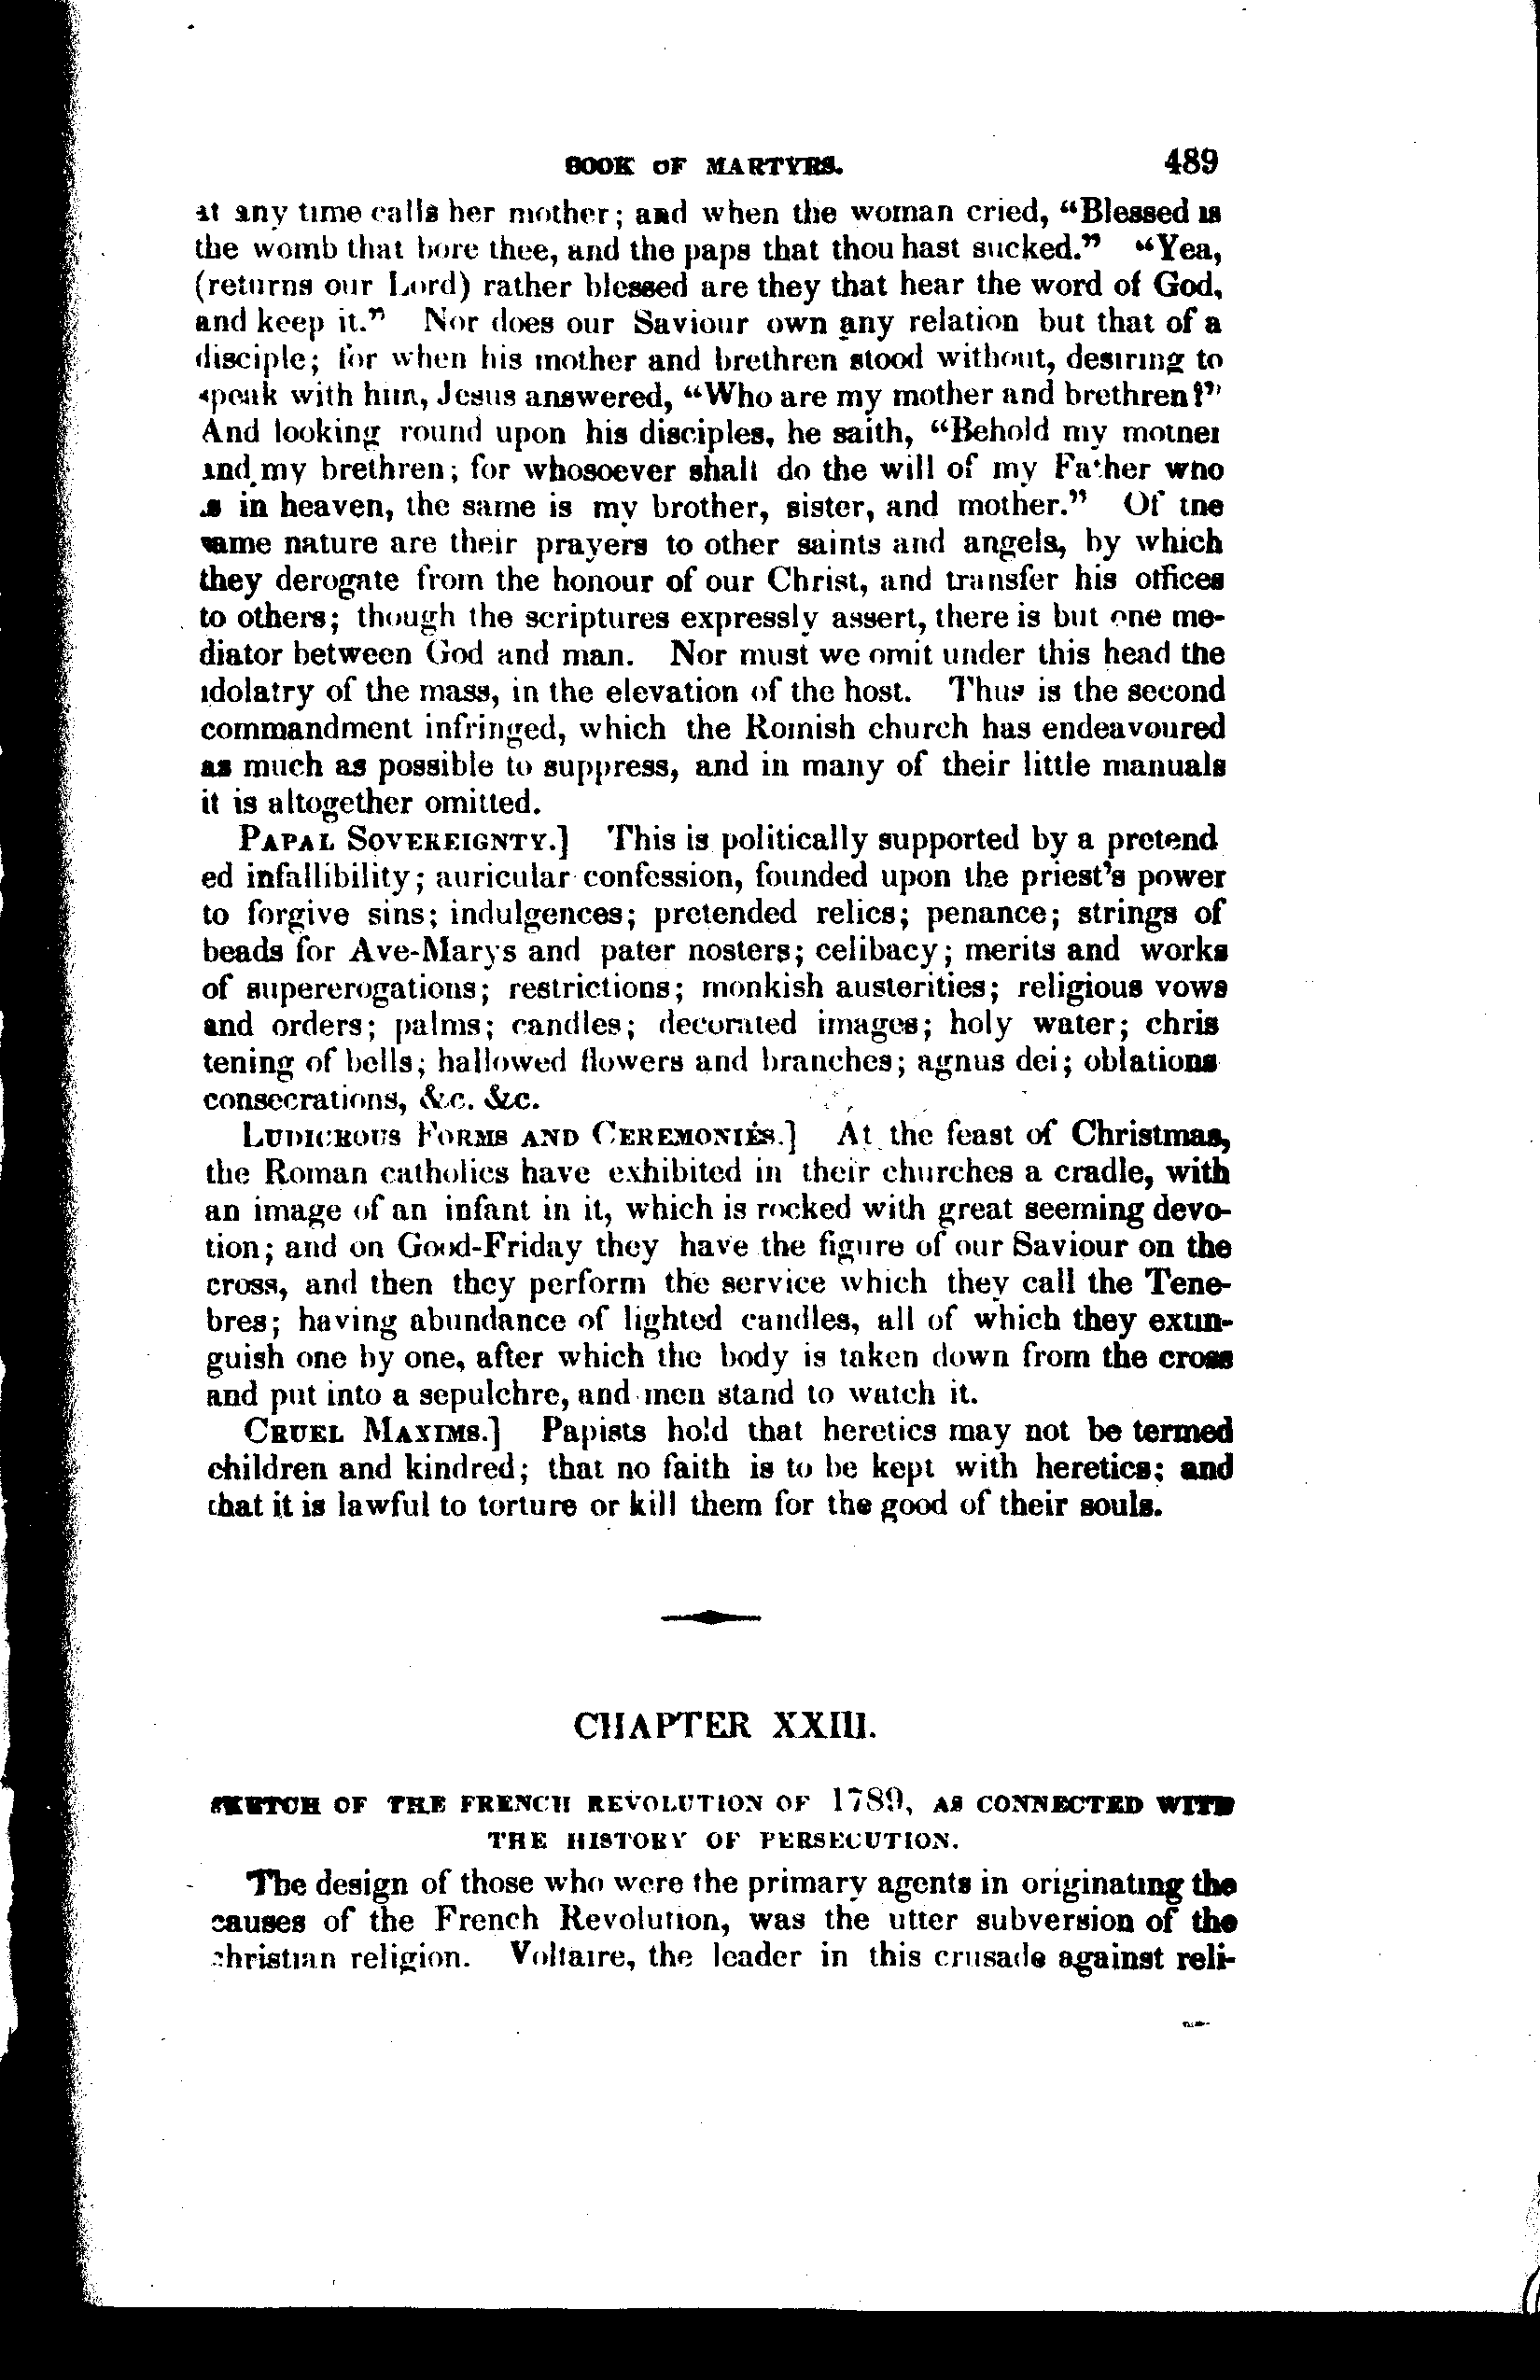 BOOK OF MARTYRS. 489
at any time calls her mother; and when the woman cried, "Blessed is
the womb that bore thee, and the paps that thou hast sucked." "Yea,
(returns our Lord) rather blessed are they that hear the word of God,
and keep it." Nor does our Saviour own any relation but that of a
disciple; for when his mother and brethren stood without, desiring to
speak with him, Jesus answered, "Who are my mother and brethren?"
And looking round upon his disciples, he saith, "Behold my mother
and my brethren; for whosoever shall do the will of my Father who
is in heaven, the same is my brother, sister, and mother." Of the
same nature are their prayers to other saints and angels, by which
they derogate from the honour of our Christ, and transfer his offices
to others; though the scriptures expressly assert, there is but one me-
diator between God and man. Nor must we omit under this head the
idolatry of the mass, in the elevation of the host. Thus is the second
commandment infringed, which the Romish church has endeavoured
as much as possible to suppress, and in many of their little manuals
it is altogether omitted.
PAPAL SOVEREIGNTY.] This is politically supported by a pretend
ed infallibility; auricular confession, founded upon the priest's power
to forgive sins; indulgences; pretended relics; penance; strings of
beads for Ave-Marys and pater nosters; celibacy; merits and works
of supererogations; restrictions; monkish austerities; religious vows
and orders; palms; candles; decorated images; holy water; chris
tening of bells; hallowed flowers and branches; agnus dei; oblations
consecrations, &c. &c.
LUDICROUS FORMS AND CEREMONIES.] At the feast of Christmas,
the Roman catholics have exhibited in their churches a cradle, with
an image of an infant in it, which is rocked with great seeming devo-
tion; and on Good-Friday they have the figure of our Saviour on the
cross, and then they perform the service which they call the Tene-
bres; having abundance of lighted candles, all of which they extin-
guish one by one, after which the body is taken down from the cross
and put into a sepulchre, and men stand to watch it.
CRUEL MAXIMS.] Papists hold that heretics may not be termed
children and kindred; that no faith is to be kept with heretics; and
that it is lawful to torture or kill them for the good of their souls.
CHAPTER XXIII.
SKETCH OF THE FRENCH REVOLUTION OF 1789, AS CONNECTED WITH
THE HISTORY OF PERSECUTION.
The design of those who were the primary agents in originating the
causes of the French Revolution, was the utter subversion of the
christian religion. Voltaire, the leader in this crusade against reli-